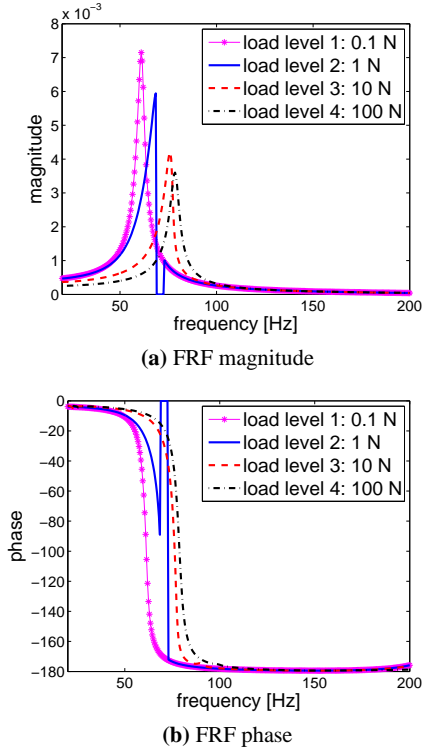 × 10⁻³
8
7
6
5
4
3
2
1
0
magnitude
load level 1: 0.1 N
load level 2: 1 N
load level 3: 10 N
load level 4: 100 N
50 100 150 200
frequency [Hz]
(a) FRF magnitude
0
−20
−40
−60
−80
−100
−120
−140
−160
−180
phase
load level 1: 0.1 N
load level 2: 1 N
load level 3: 10 N
load level 4: 100 N
50 100 150 200
frequency [Hz]
(b) FRF phase